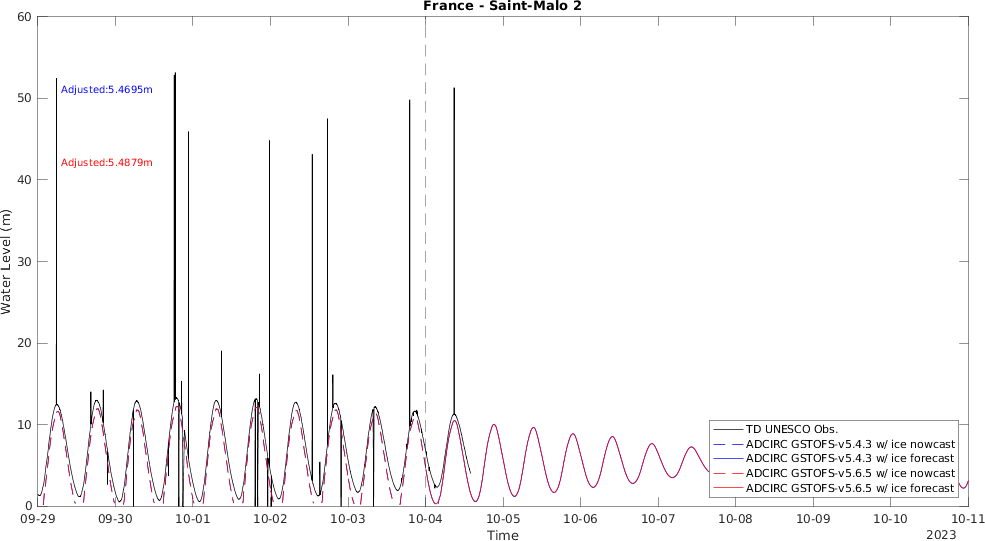 France - Saint-Malo 2
60
50
40
30
20
10
0
Water Level (m)
Adjusted:5.4695m
Adjusted:5.4879m
TD UNESCO Obs.
ADCIRC GSTOFS-v5.4.3 w/ ice nowcast
ADCIRC GSTOFS-v5.4.3 w/ ice forecast
ADCIRC GSTOFS-v5.6.5 w/ ice nowcast
ADCIRC GSTOFS-v5.6.5 w/ ice forecast
09-29 09-30 10-01 10-02 10-03 10-04 10-05 10-06 10-07 10-08 10-09 10-10 10-11
Time
2023